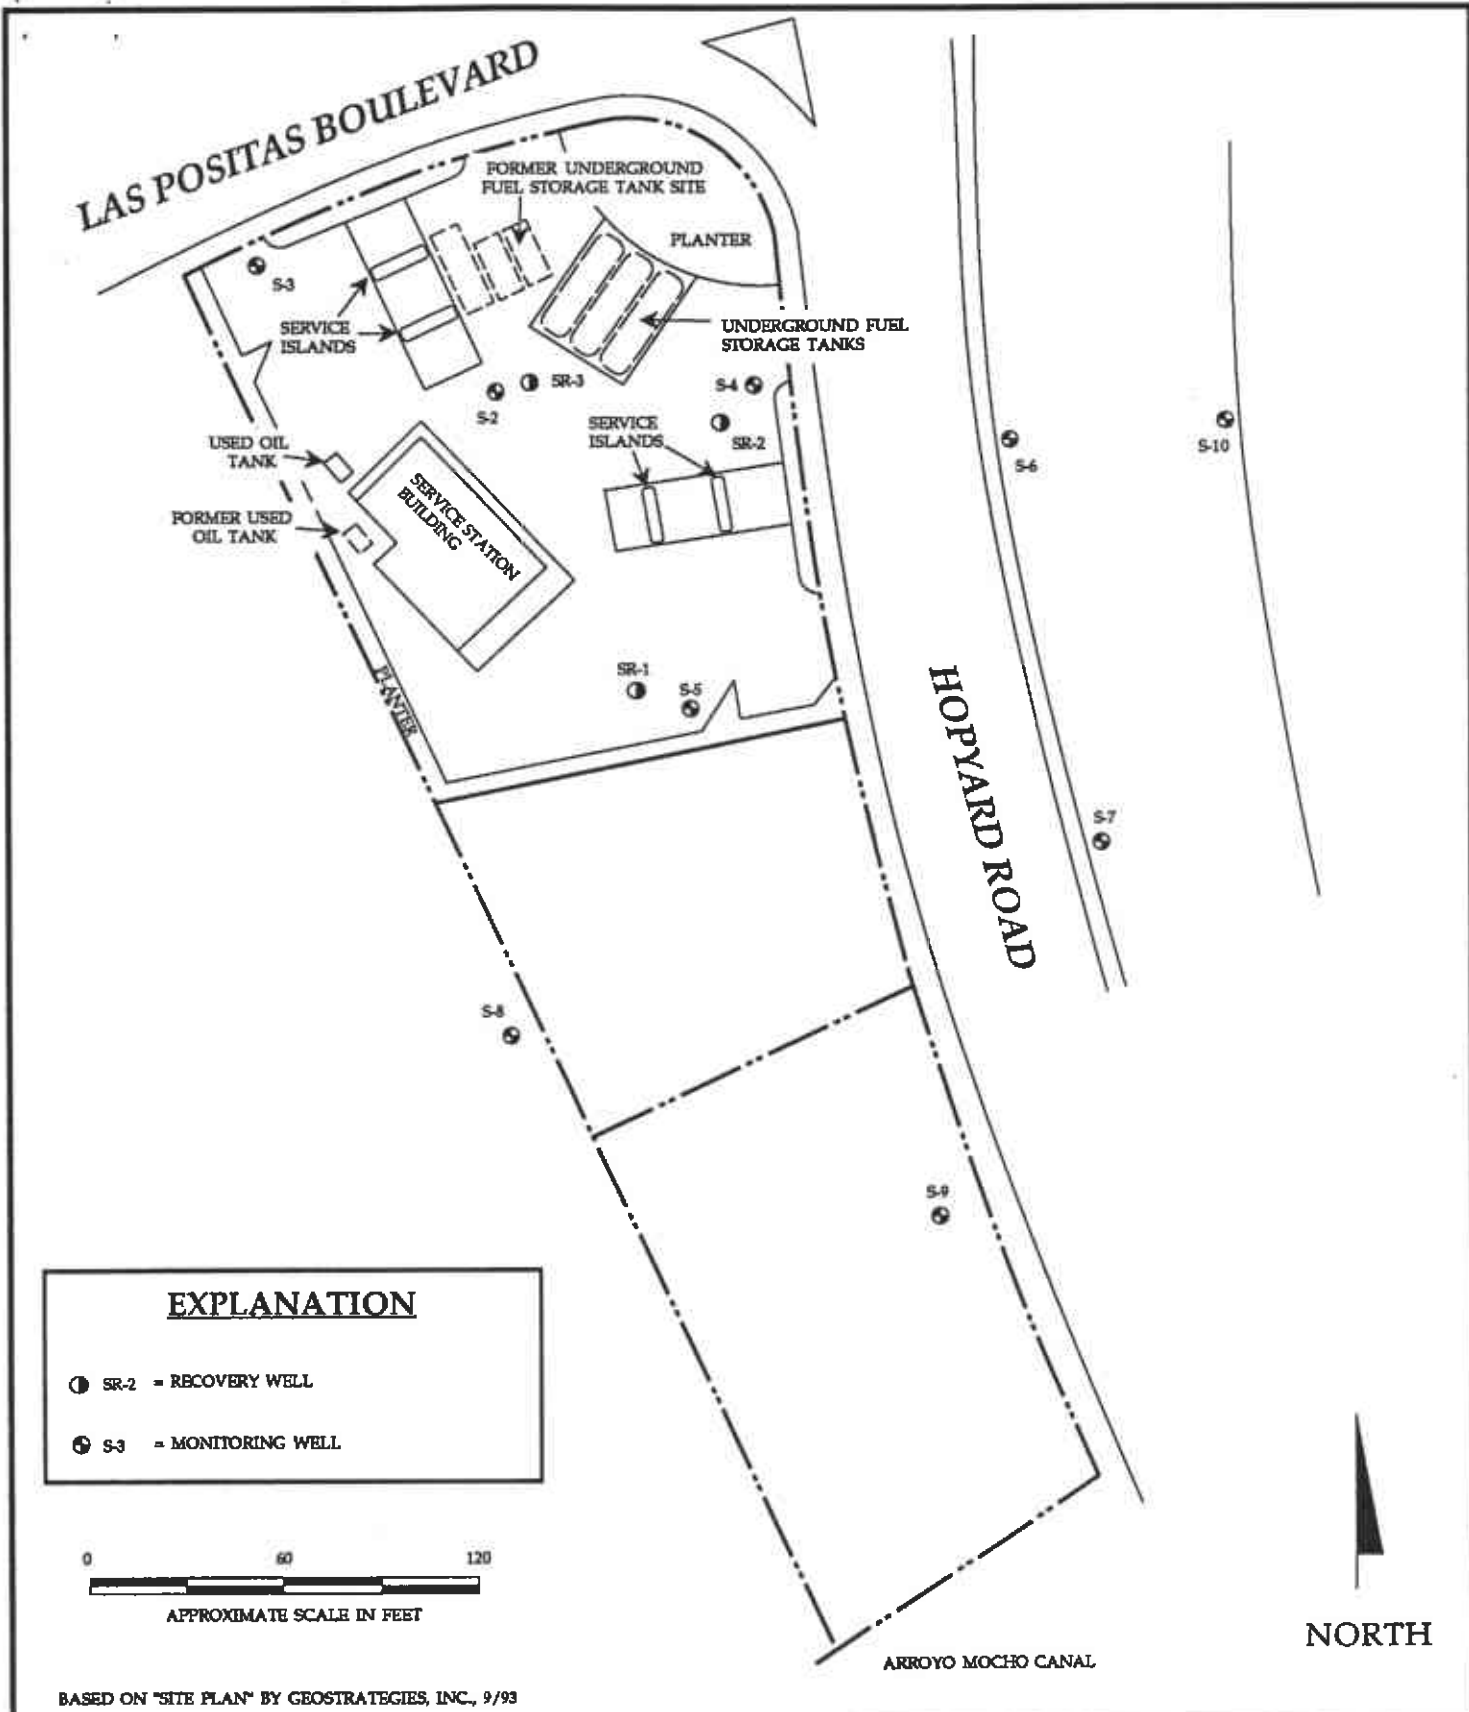 LAS POSITAS BOULEVARD
FORMER UNDERGROUND
FUEL STORAGE TANK SITE
PLANTER
S-3
SERVICE
ISLANDS
UNDERGROUND FUEL
STORAGE TANKS
SR-3
S-4
S-2
SERVICE
ISLANDS
SR-2
USED OIL
TANK
S-6
S-10
SERVICE STATION
BUILDING
FORMER USED
OIL TANK
SR-1
S-5
PLANTER
HOPYARD ROAD
S-7
S-8
S-9
EXPLANATION
SR-2 = RECOVERY WELL
S-3 = MONITORING WELL
0 60 120
APPROXIMATE SCALE IN FEET
NORTH
ARROYO MOCHO CANAL
BASED ON "SITE PLAN" BY GEOSTRATEGIES, INC., 9/93